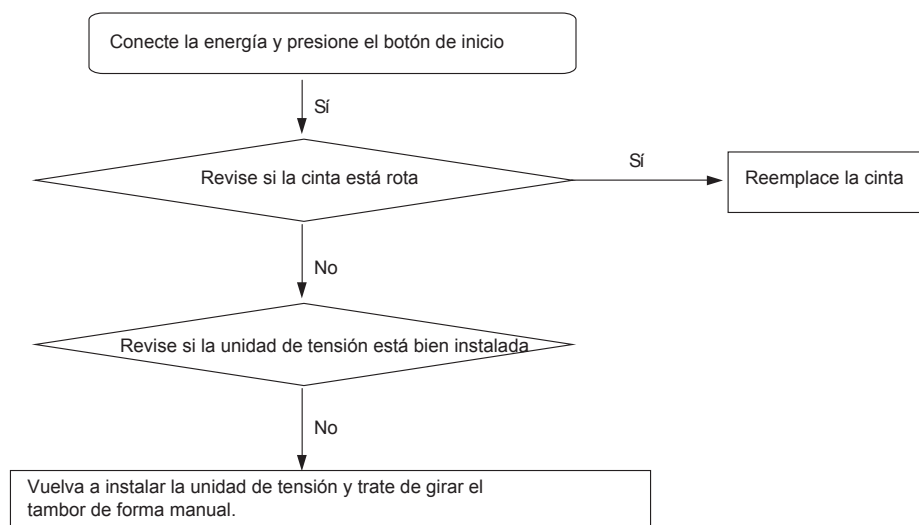 Conecte la energía y presione el botón de inicio
Sí
Revise si la cinta está rota
Sí
Reemplace la cinta
No
Revise si la unidad de tensión está bien instalada
No
Vuelva a instalar la unidad de tensión y trate de girar el
tambor de forma manual.